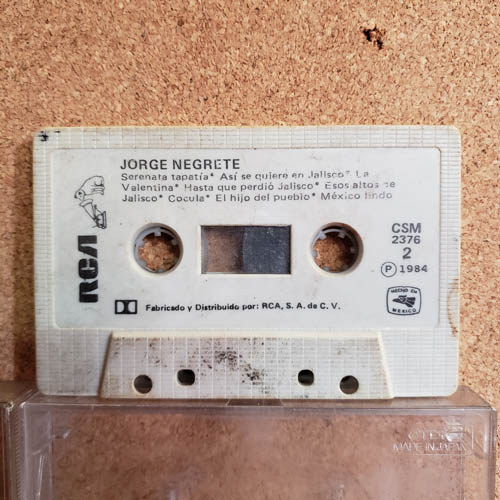 JORGE NEGRETE
Serenata tapatía* Así se quiere en Jalisco* La
Valentina* Hasta que perdió Jalisco* Esos altos de
Jalisco* Cocula* El hijo del pueblo* México lindo
RCA
CSM
2376
2
P 1984
HECHO EN
MEXICO
Fabricado y Distribuido por: RCA, S. A. de C. V.
MADE IN JAPAN